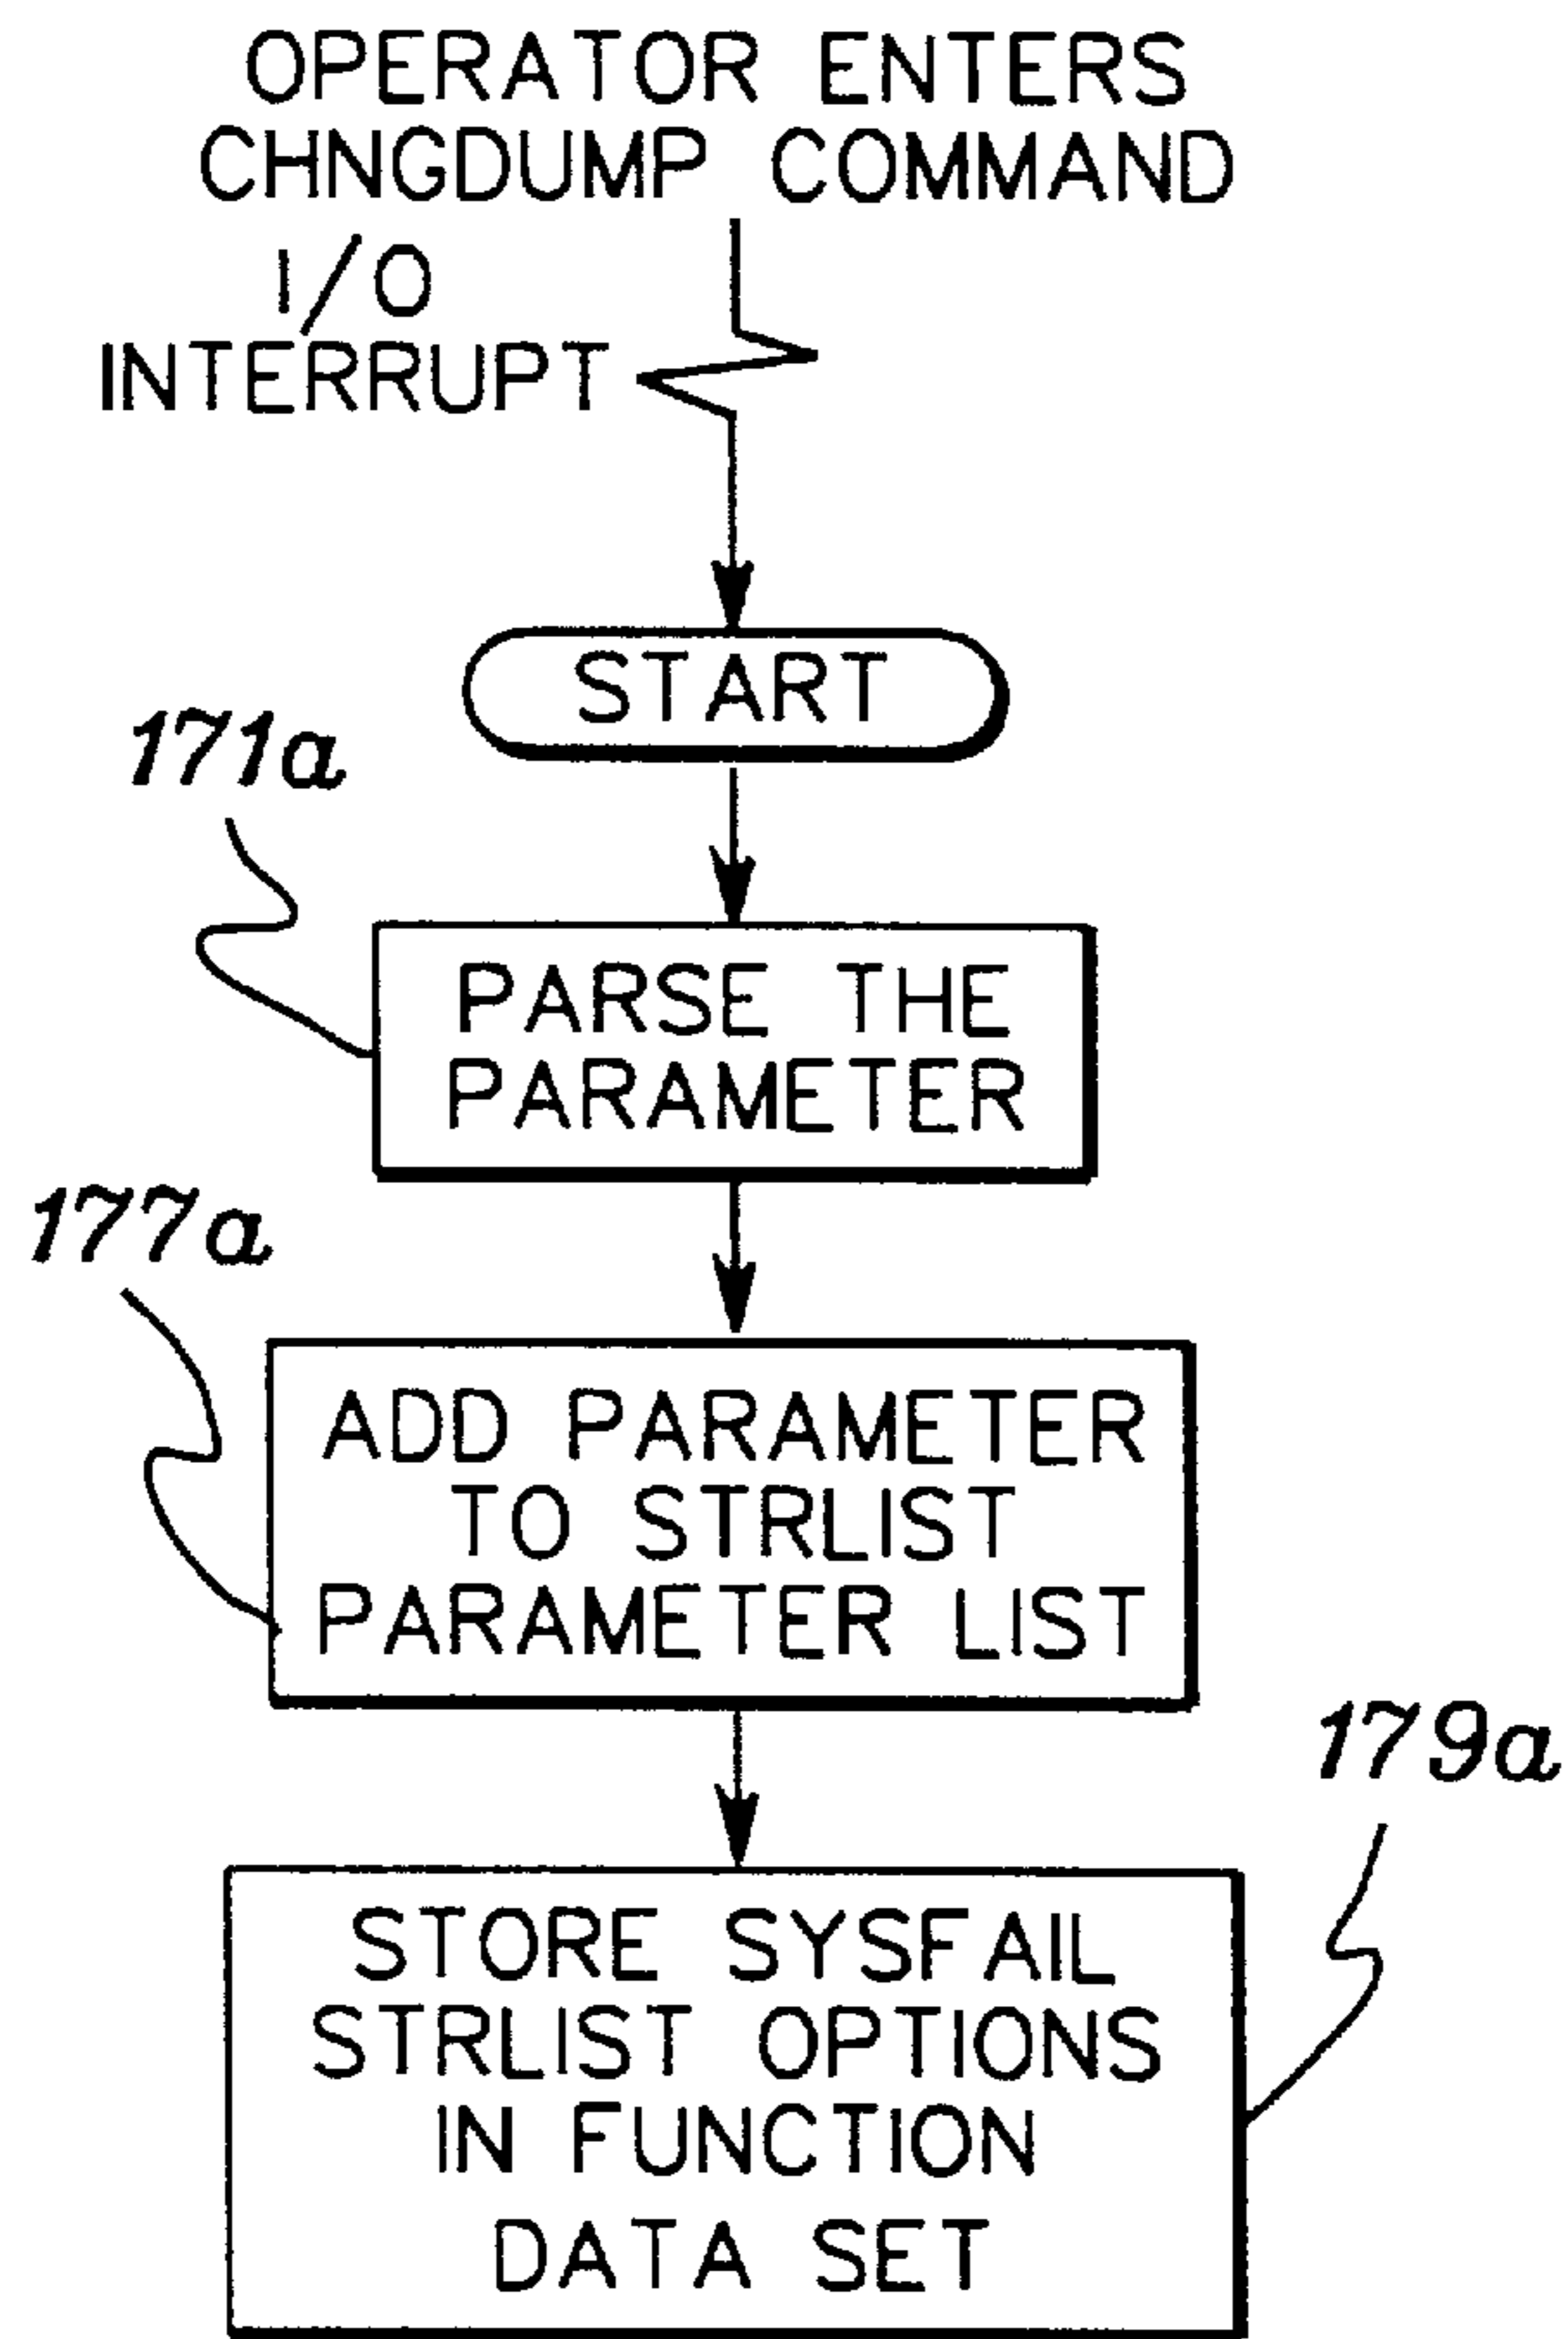 OPERATOR ENTERS
CHNGDUMP COMMAND
I/O
INTERRUPT
START
171a
PARSE THE
PARAMETER
177a
ADD PARAMETER
TO STRLIST
PARAMETER LIST
179a
STORE SYSFAIL
STRLIST OPTIONS
IN FUNCTION
DATA SET